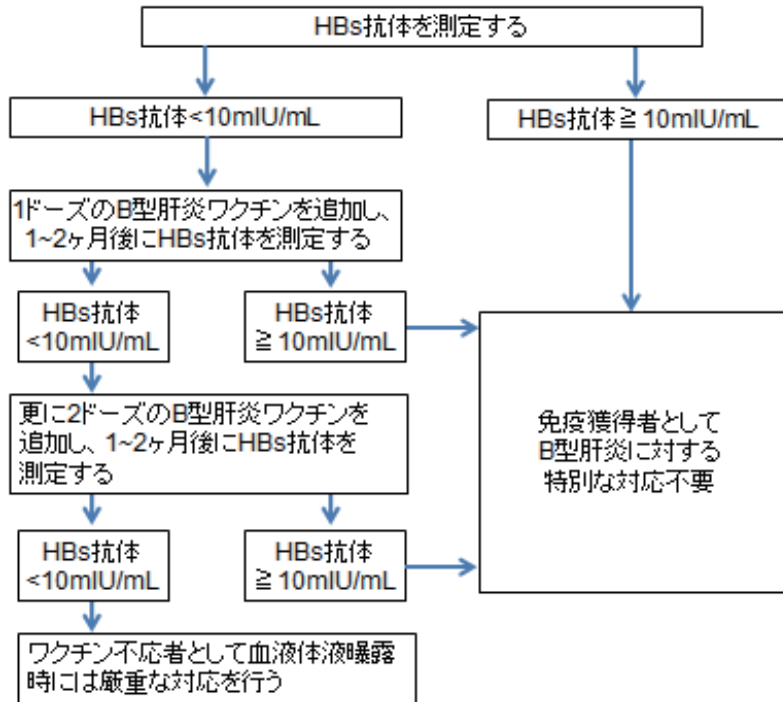 HBs抗体を測定する
HBs抗体<10mIU/mL
HBs抗体≧10mIU/mL
1ドーズのB型肝炎ワクチンを追加し、
1~2ヶ月後にHBs抗体を測定する
HBs抗体
<10mIU/mL
HBs抗体
≧10mIU/mL
更に2ドーズのB型肝炎ワクチンを
追加し、1~2ヶ月後にHBs抗体を
測定する
免疫獲得者として
B型肝炎に対する
特別な対応不要
HBs抗体
<10mIU/mL
HBs抗体
≧10mIU/mL
ワクチン不応者として血液体液曝露
時には厳重な対応を行う